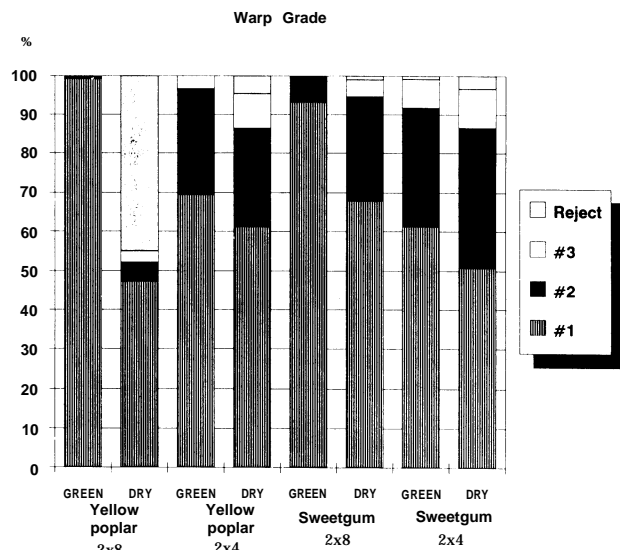 Warp Grade
%
100
90
80
70
60
50
40
30
20
10
0
Reject
#3
#2
#1
GREEN DRY GREEN DRY GREEN DRY GREEN DRY
Yellow poplar 2x8
Yellow poplar 2x4
Sweetgum 2x8
Sweetgum 2x4